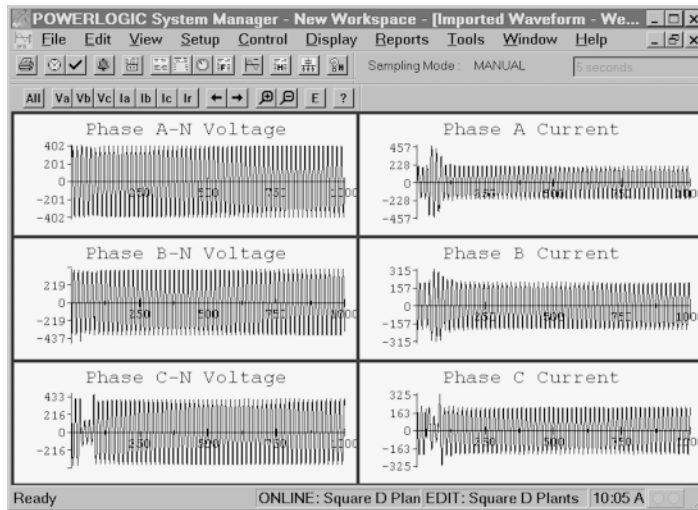 POWERLOGIC System Manager - New Workspace - [Imported Waveform - We...
File Edit View Setup Control Display Reports Tools Window Help
Sampling Mode: MANUAL 5 seconds
All Va Vb Vc Ia Ib Ic Ir E ?
Phase A-N Voltage
402
201
0
-201
-402
250 500 750 1000
Phase A Current
457
228
0
-228
-457
250 500 750 1000
Phase B-N Voltage
219
0
-219
-437
250 500 750 1000
Phase B Current
315
157
0
-157
-315
250 500 750 1000
Phase C-N Voltage
433
216
0
-216
250 500 750 1000
Phase C Current
325
163
0
-163
-325
250 500 750 1000
Ready ONLINE: Square D Plan EDIT: Square D Plants 10:05 A